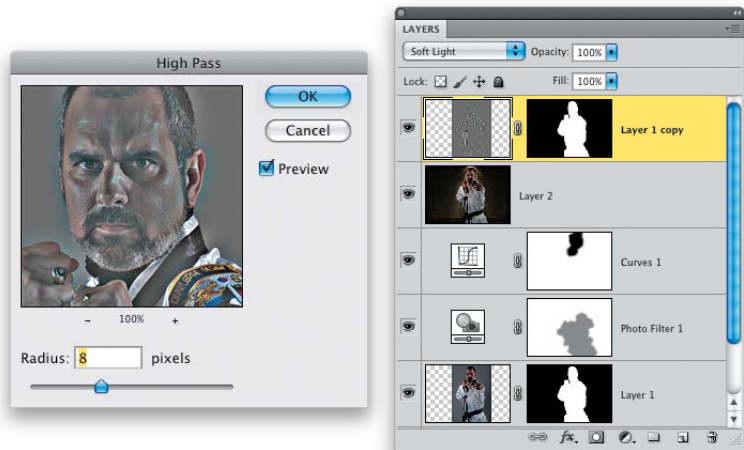 High Pass
OK
Cancel
Preview
- 100% +
Radius: 8 pixels
LAYERS
Soft Light Opacity: 100%
Lock: Fill: 100%
Layer 1 copy
Layer 2
Curves 1
Photo Filter 1
Layer 1
fx.